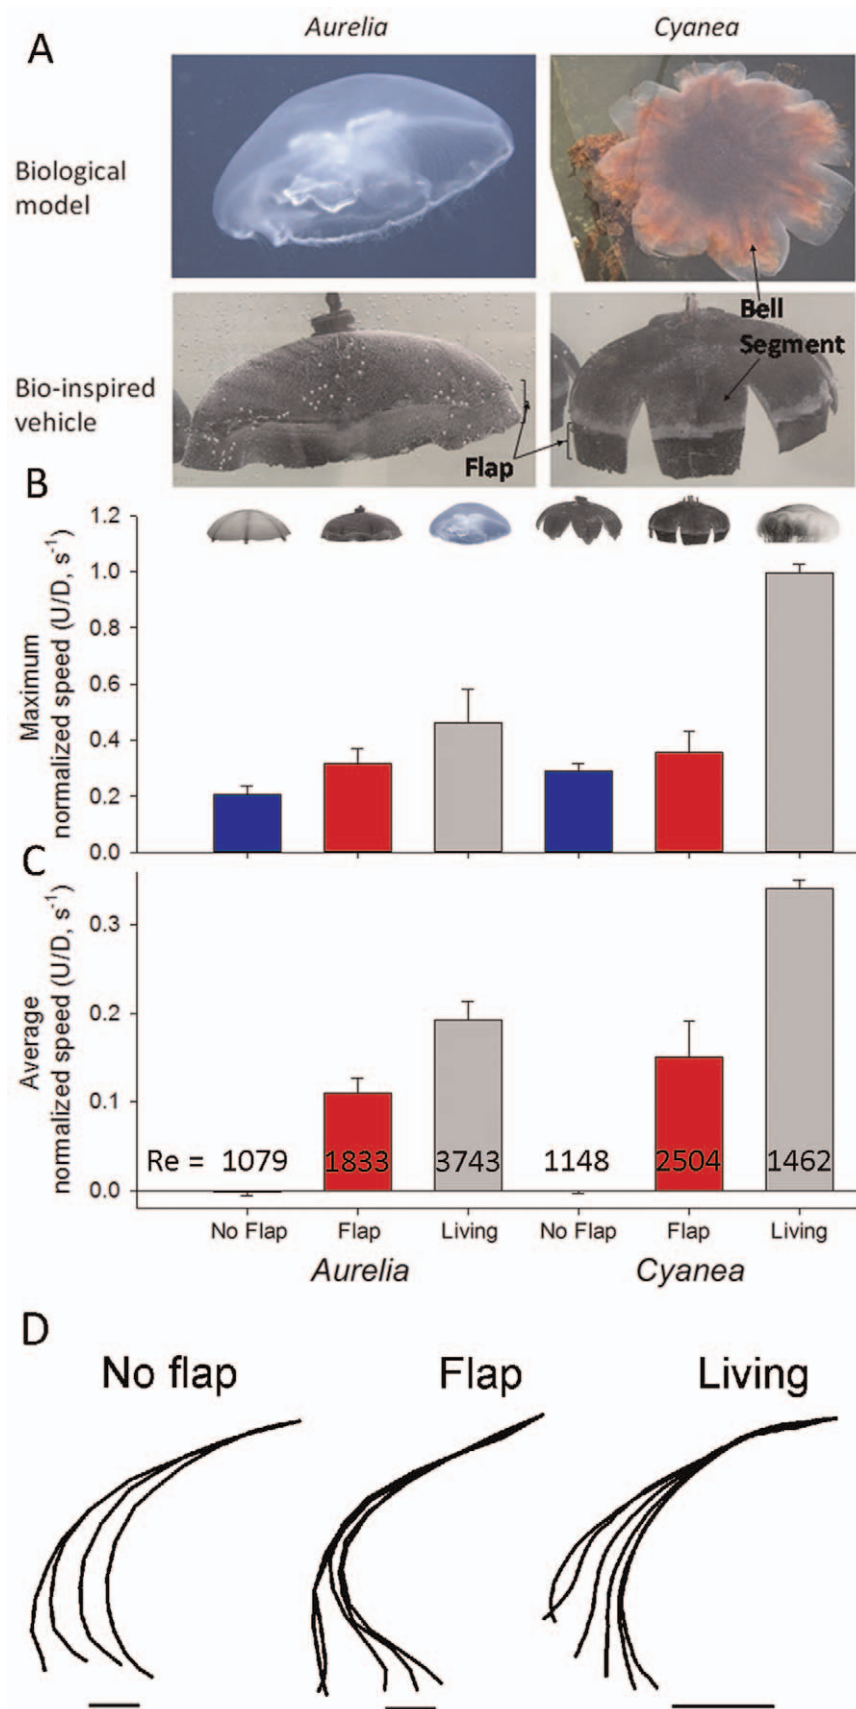 A
Aurelia
Cyanea
Biological
model
Bell
Segment
Bio-inspired
vehicle
Flap
B
Maximum
normalized speed (U/D, s⁻¹)
1.2
1.0
0.8
0.6
0.4
0.2
0.0
C
Average
normalized speed (U/D, s⁻¹)
0.3
0.2
0.1
0.0
Re = 1079 1833 3743 1148 2504 1462
No Flap Flap Living No Flap Flap Living
Aurelia Cyanea
D
No flap Flap Living